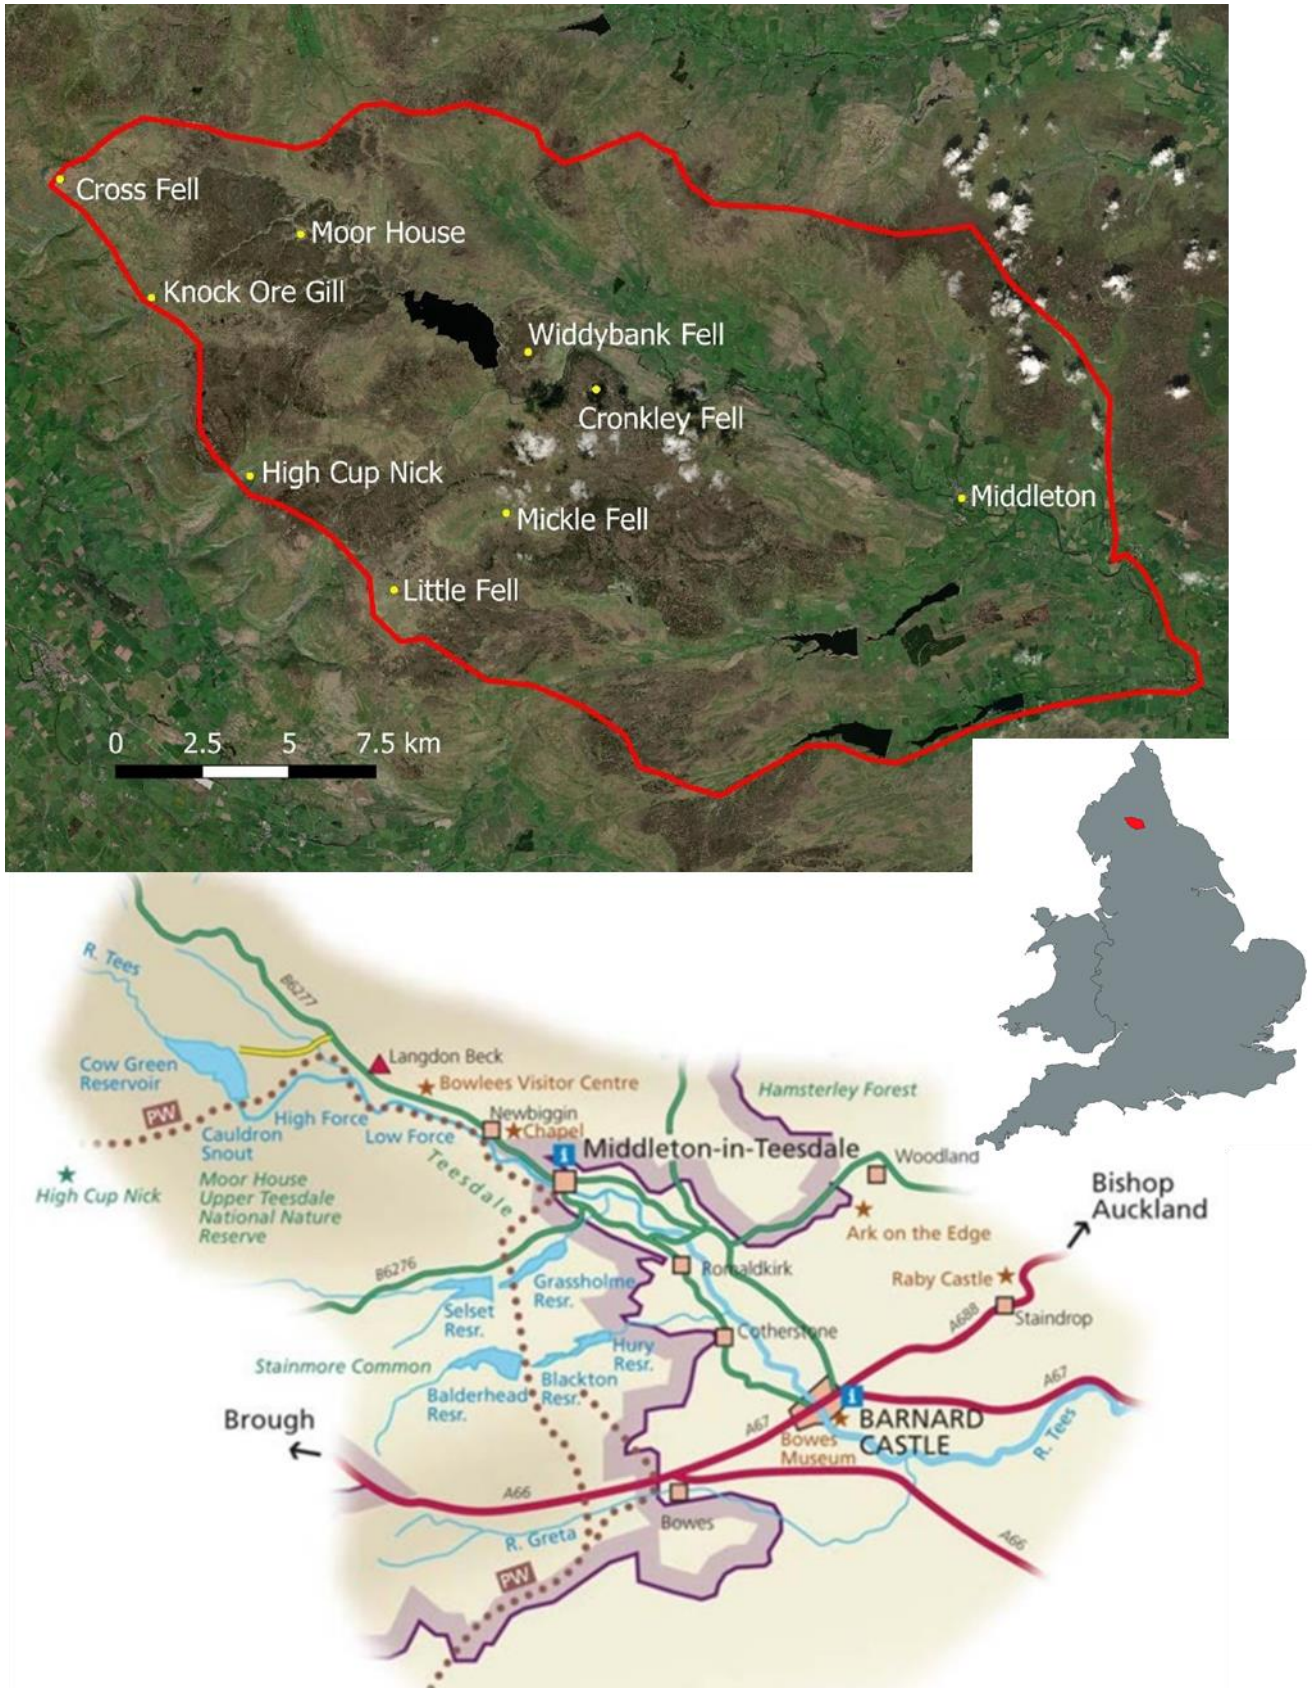 Cross Fell
Moor House
Knock Ore Gill
Widdybank Fell
Cronkley Fell
High Cup Nick
Middleton
Mickle Fell
Little Fell
0 2.5 5 7.5 km
R. Tees
B6277
Langdon Beck
Cow Green
Reservoir
Bowlees Visitor Centre
Hamsterley Forest
PW
High Force
Newbiggin
Chapel
Cauldron
Snout
Low Force
Middleton-in-Teesdale
Woodland
High Cup Nick
Moor House
Upper Teesdale
National Nature
Reserve
Teesdale
Bishop
Auckland
Ark on the Edge
B6276
Grassholme
Resr.
Romaldkirk
Raby Castle
Selset
Resr.
A688
Staindrop
Cotherstone
Hury
Resr.
Stainmore Common
Blackton
Resr.
Balderhead
Resr.
A67
Brough
A67
BARNARD
CASTLE
Bowes
Museum
R. Tees
A66
Bowes
R. Greta
A66
PW